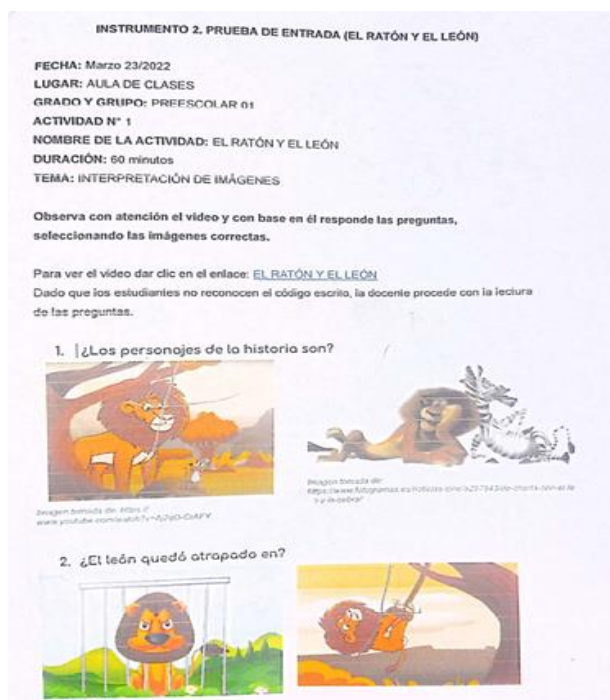 INSTRUMENTO 2. PRUEBA DE ENTRADA (EL RATÓN Y EL LEÓN)
FECHA: Marzo 23/2022
LUGAR: AULA DE CLASES
GRADO Y GRUPO: PREESCOLAR 01
ACTIVIDAD N° 1
NOMBRE DE LA ACTIVIDAD: EL RATÓN Y EL LEÓN
DURACIÓN: 60 minutos
TEMA: INTERPRETACIÓN DE IMÁGENES
Observa con atención el video y con base en él responde las preguntas,
seleccionando las imágenes correctas.
Para ver el video dar clic en el enlace: EL RATÓN Y EL LEÓN
Dado que los estudiantes no reconocen el código escrito, la docente procede con la lectura
de las preguntas.
1. ¿Los personajes de la historia son?
Imagen tomada de: https://
Imagen tomada de:
2. ¿El león quedó atrapado en?